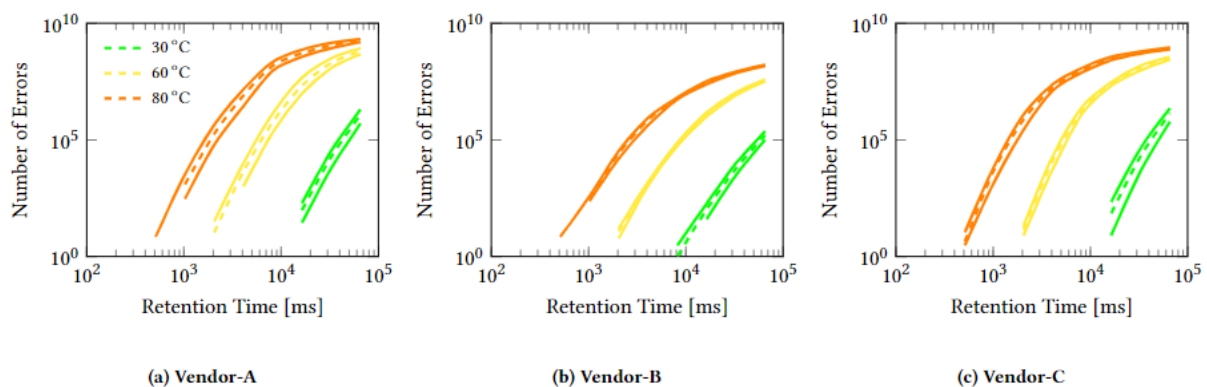 10^10
10^5
10^0
Number of Errors
30 °C
60 °C
80 °C
10^2 10^3 10^4 10^5
Retention Time [ms]
(a) Vendor-A
10^10
10^5
10^0
Number of Errors
10^2 10^3 10^4 10^5
Retention Time [ms]
(b) Vendor-B
10^10
10^5
10^0
Number of Errors
10^2 10^3 10^4 10^5
Retention Time [ms]
(c) Vendor-C